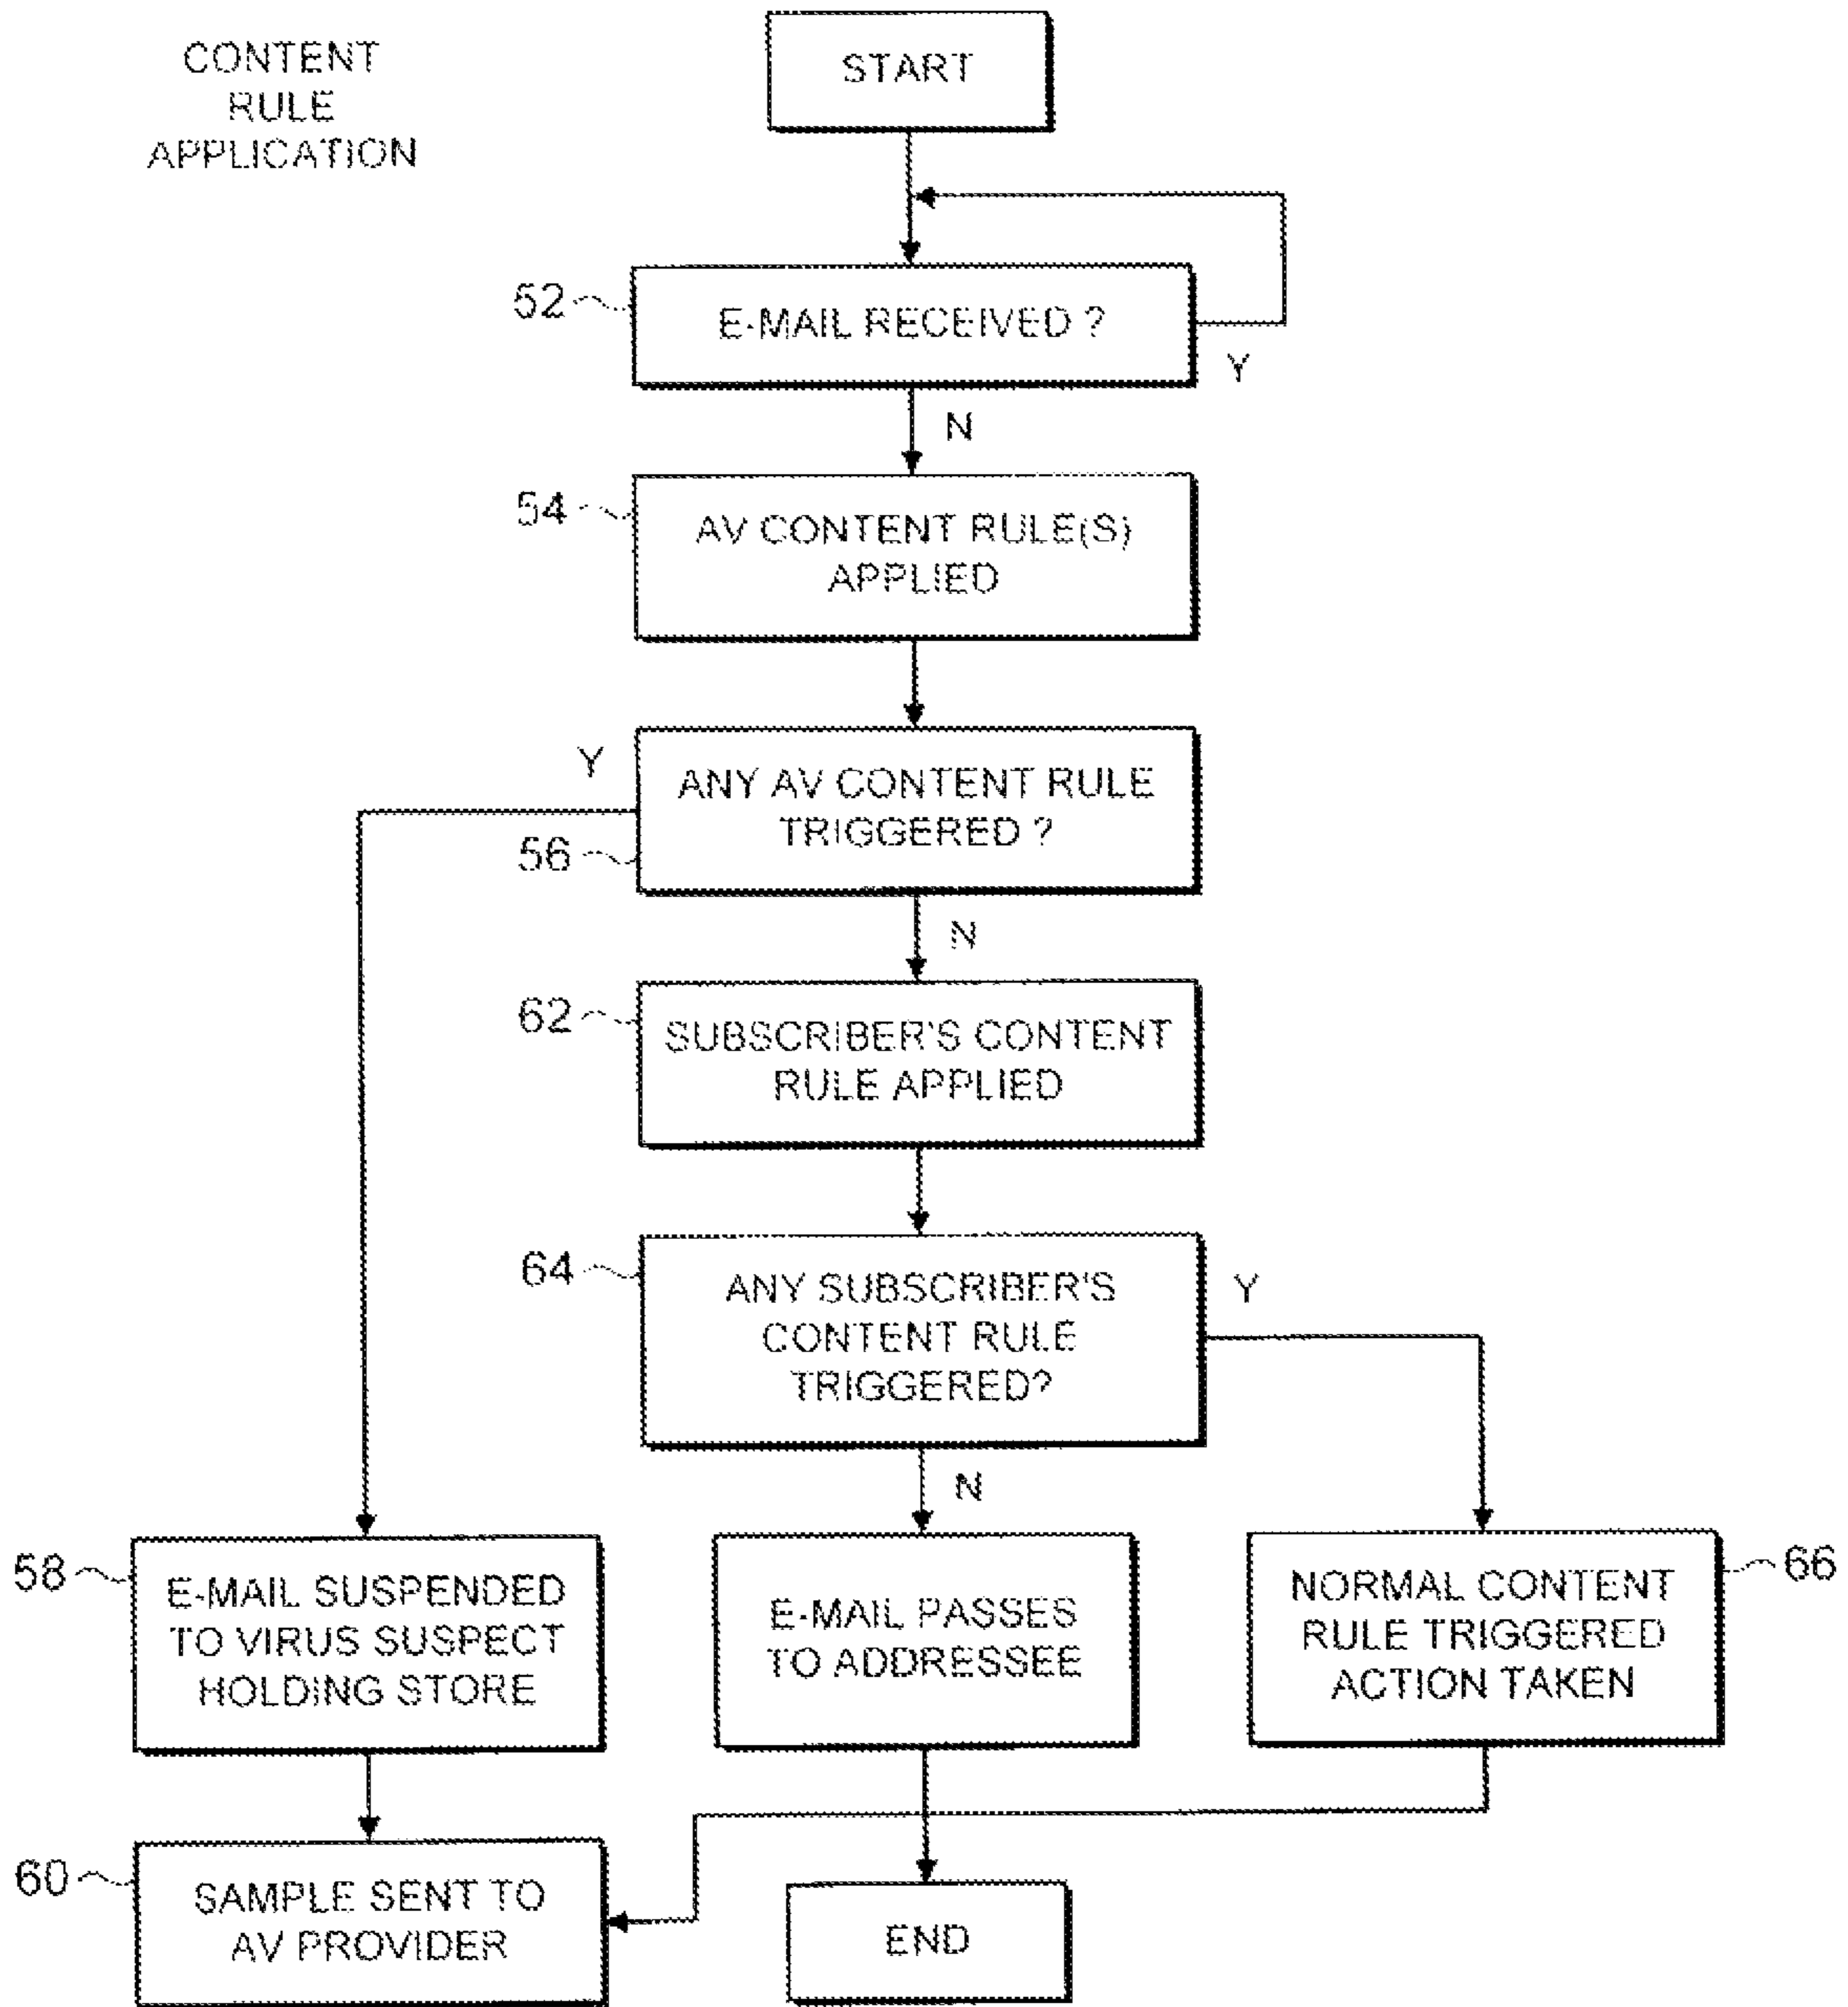 CONTENT
RULE
APPLICATION
START
52
E-MAIL RECEIVED ?
Y
N
54
AV CONTENT RULE(S)
APPLIED
Y
ANY AV CONTENT RULE
TRIGGERED ?
56
N
62
SUBSCRIBER'S CONTENT
RULE APPLIED
64
ANY SUBSCRIBER'S
CONTENT RULE
TRIGGERED?
Y
N
58
E-MAIL SUSPENDED
TO VIRUS SUSPECT
HOLDING STORE
E-MAIL PASSES
TO ADDRESSEE
NORMAL CONTENT
RULE TRIGGERED
ACTION TAKEN
66
60
SAMPLE SENT TO
AV PROVIDER
END